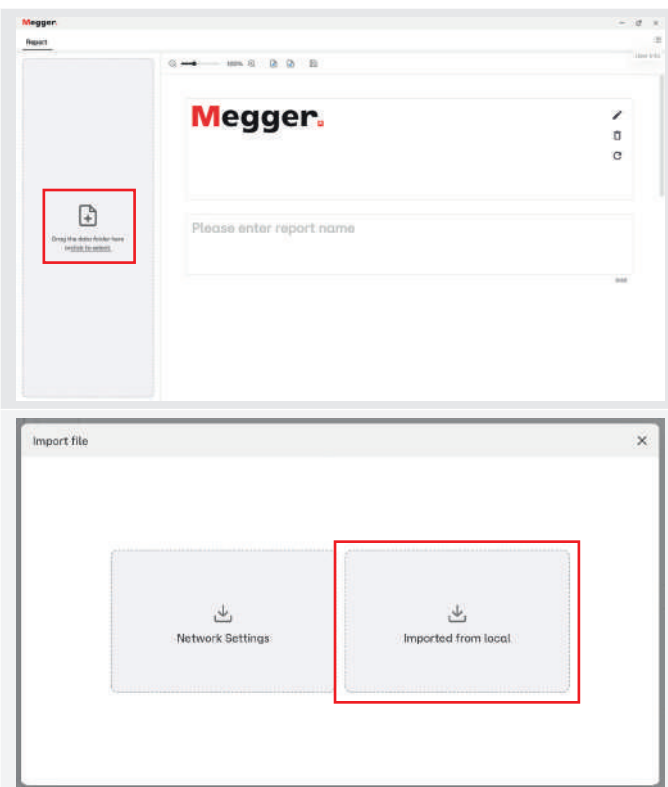 Megger.
Report
100%
Megger.
Drag the data folder here
or click to select.
Please enter report name
Import file
Network Settings
Imported from local